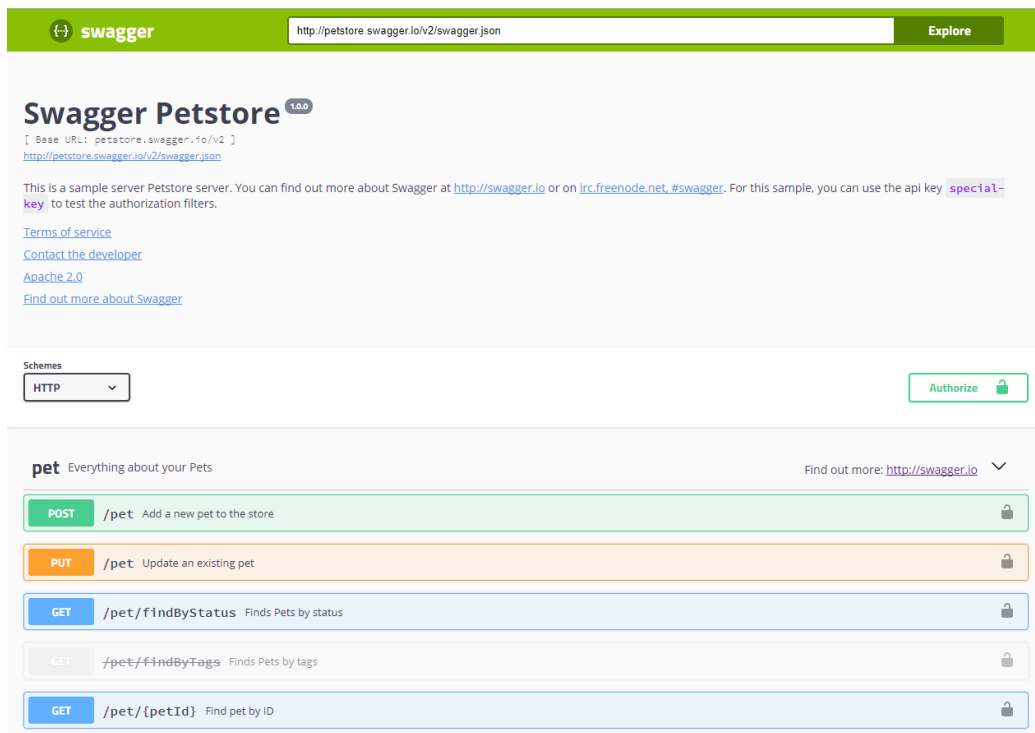 {···} swagger
http://petstore.swagger.io/v2/swagger.json
Explore
Swagger Petstore 1.0.0
[ Base URL: petstore.swagger.io/v2 ]
http://petstore.swagger.io/v2/swagger.json
This is a sample server Petstore server. You can find out more about Swagger at http://swagger.io or on irc.freenode.net, #swagger. For this sample, you can use the api key special-
key to test the authorization filters.
Terms of service
Contact the developer
Apache 2.0
Find out more about Swagger
Schemes
HTTP
Authorize
pet Everything about your Pets
Find out more: http://swagger.io
POST /pet Add a new pet to the store
PUT /pet Update an existing pet
GET /pet/findByStatus Finds Pets by status
GET /pet/findByTags Finds Pets by tags
GET /pet/{petId} Find pet by ID